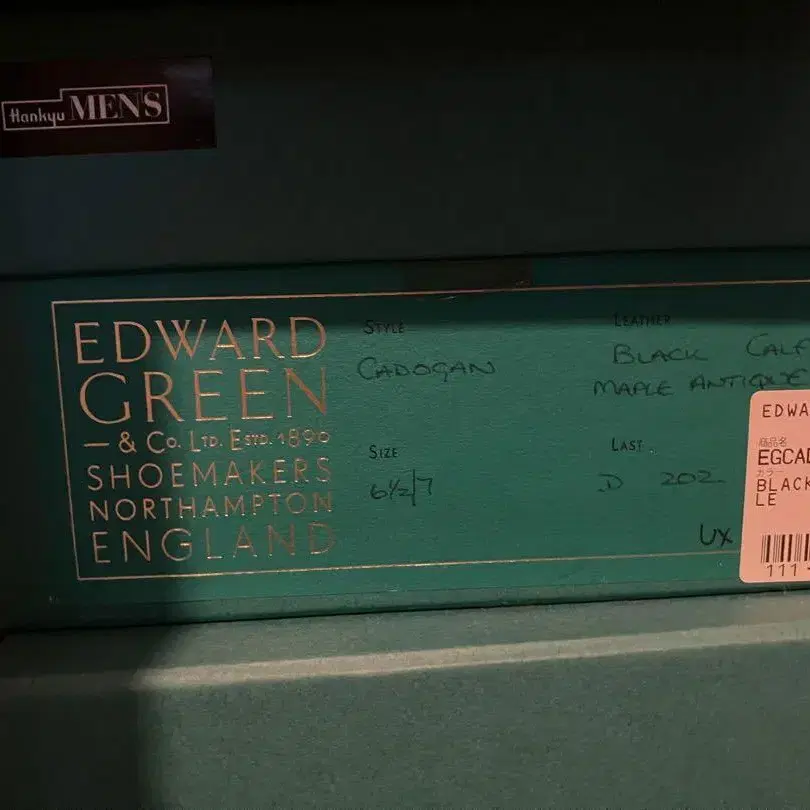 Hankyu MEN'S
EDWARD
GREEN
— & Co. LTD. ESTD. 1890
SHOEMAKERS
NORTHAMPTON
ENGLAND
STYLE
CADOGAN
LEATHER
BLACK CALF
MAPLE ANTIQUE
SIZE
6½/7
LAST
D 202
UX
EDWA
商品名
EGCAD
カラー
BLACK
LE
111